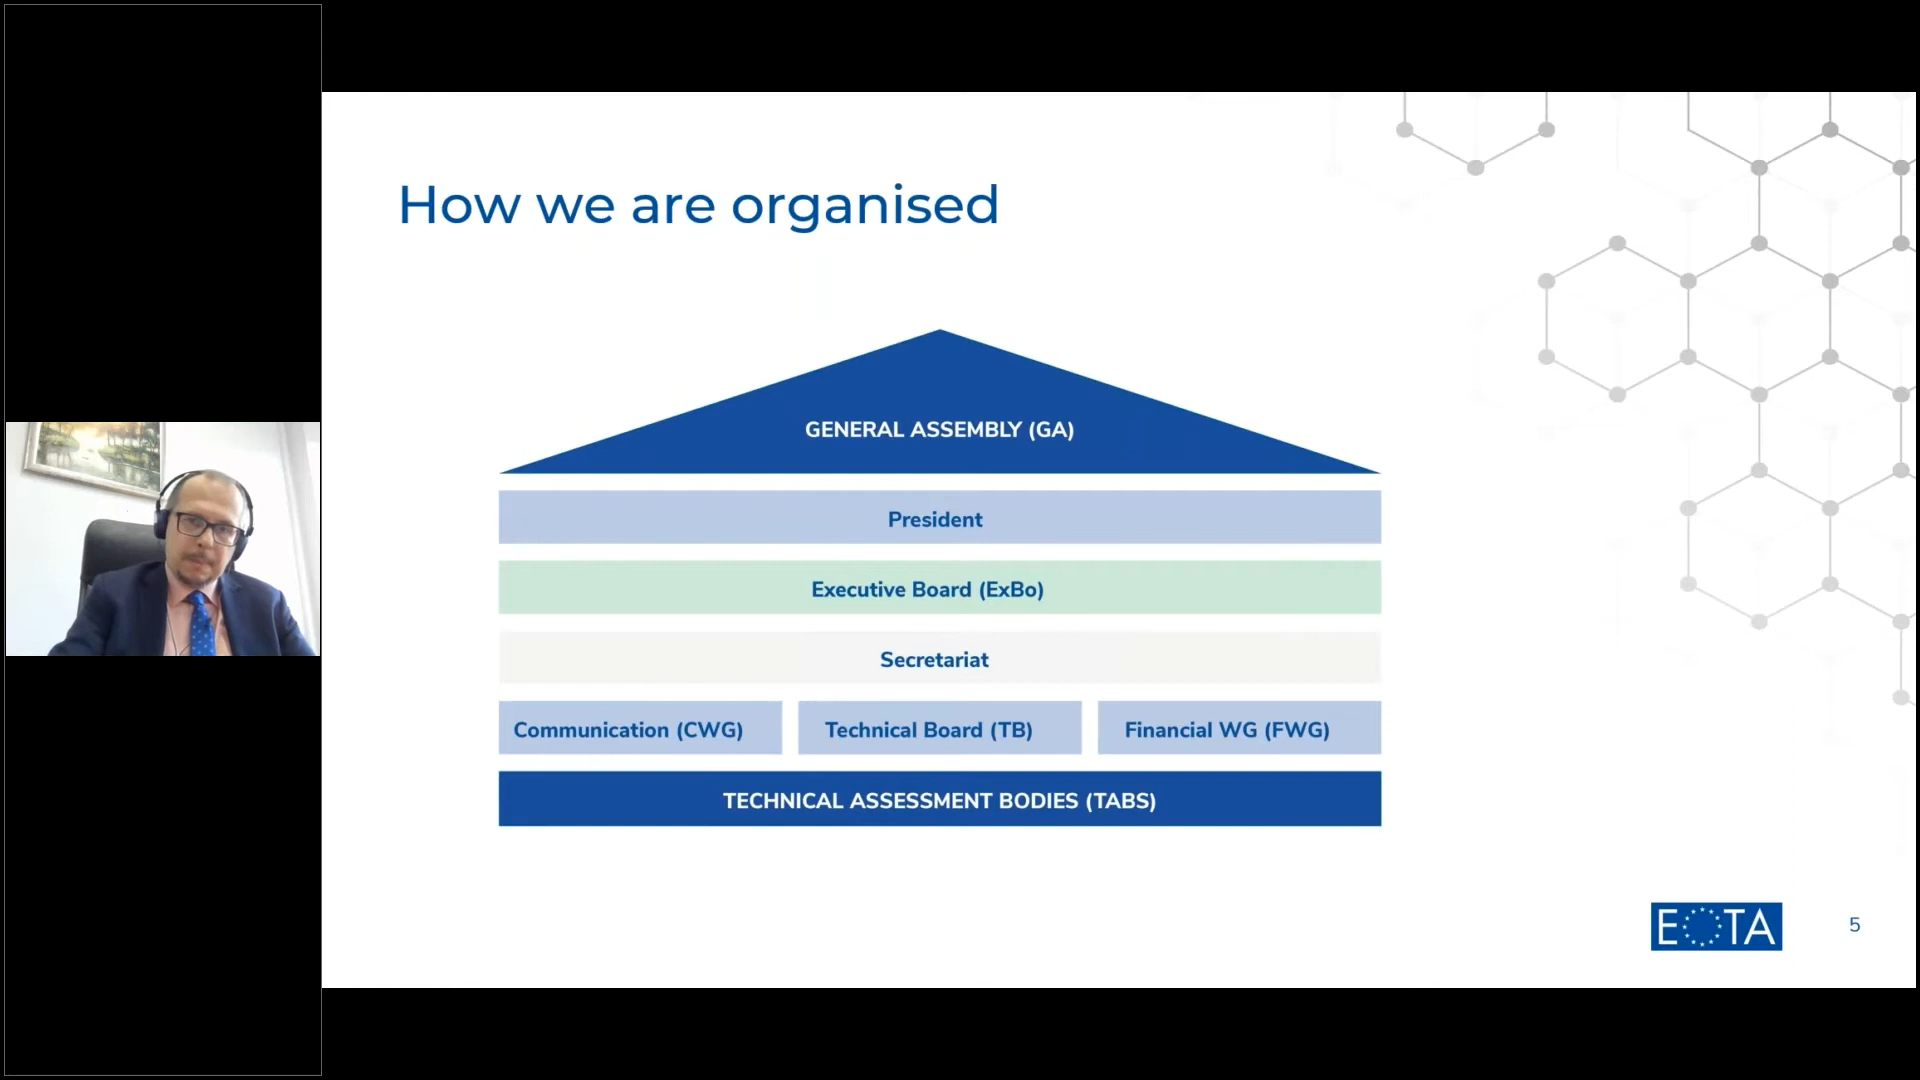 How we are organised
GENERAL ASSEMBLY (GA)
President
Executive Board (ExBo)
Secretariat
Communication (CWG)
Technical Board (TB)
Financial WG (FWG)
TECHNICAL ASSESSMENT BODIES (TABS)
EOTA
5